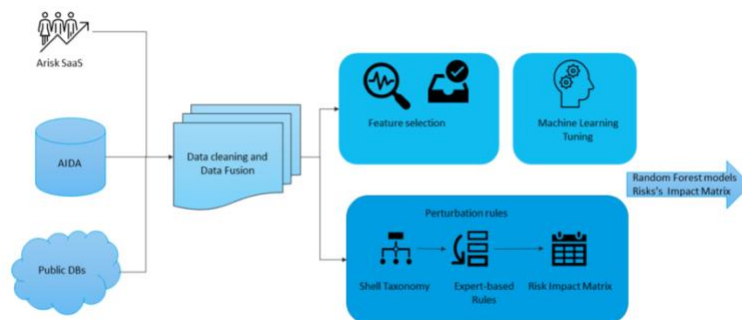 Arisk SaaS
AIDA
Public DBs
Data cleaning and
Data Fusion
Feature selection
Machine Learning
Tuning
Perturbation rules
Shell Taxonomy
Expert-based
Rules
Risk Impact Matrix
Random Forest models
Risks's Impact Matrix